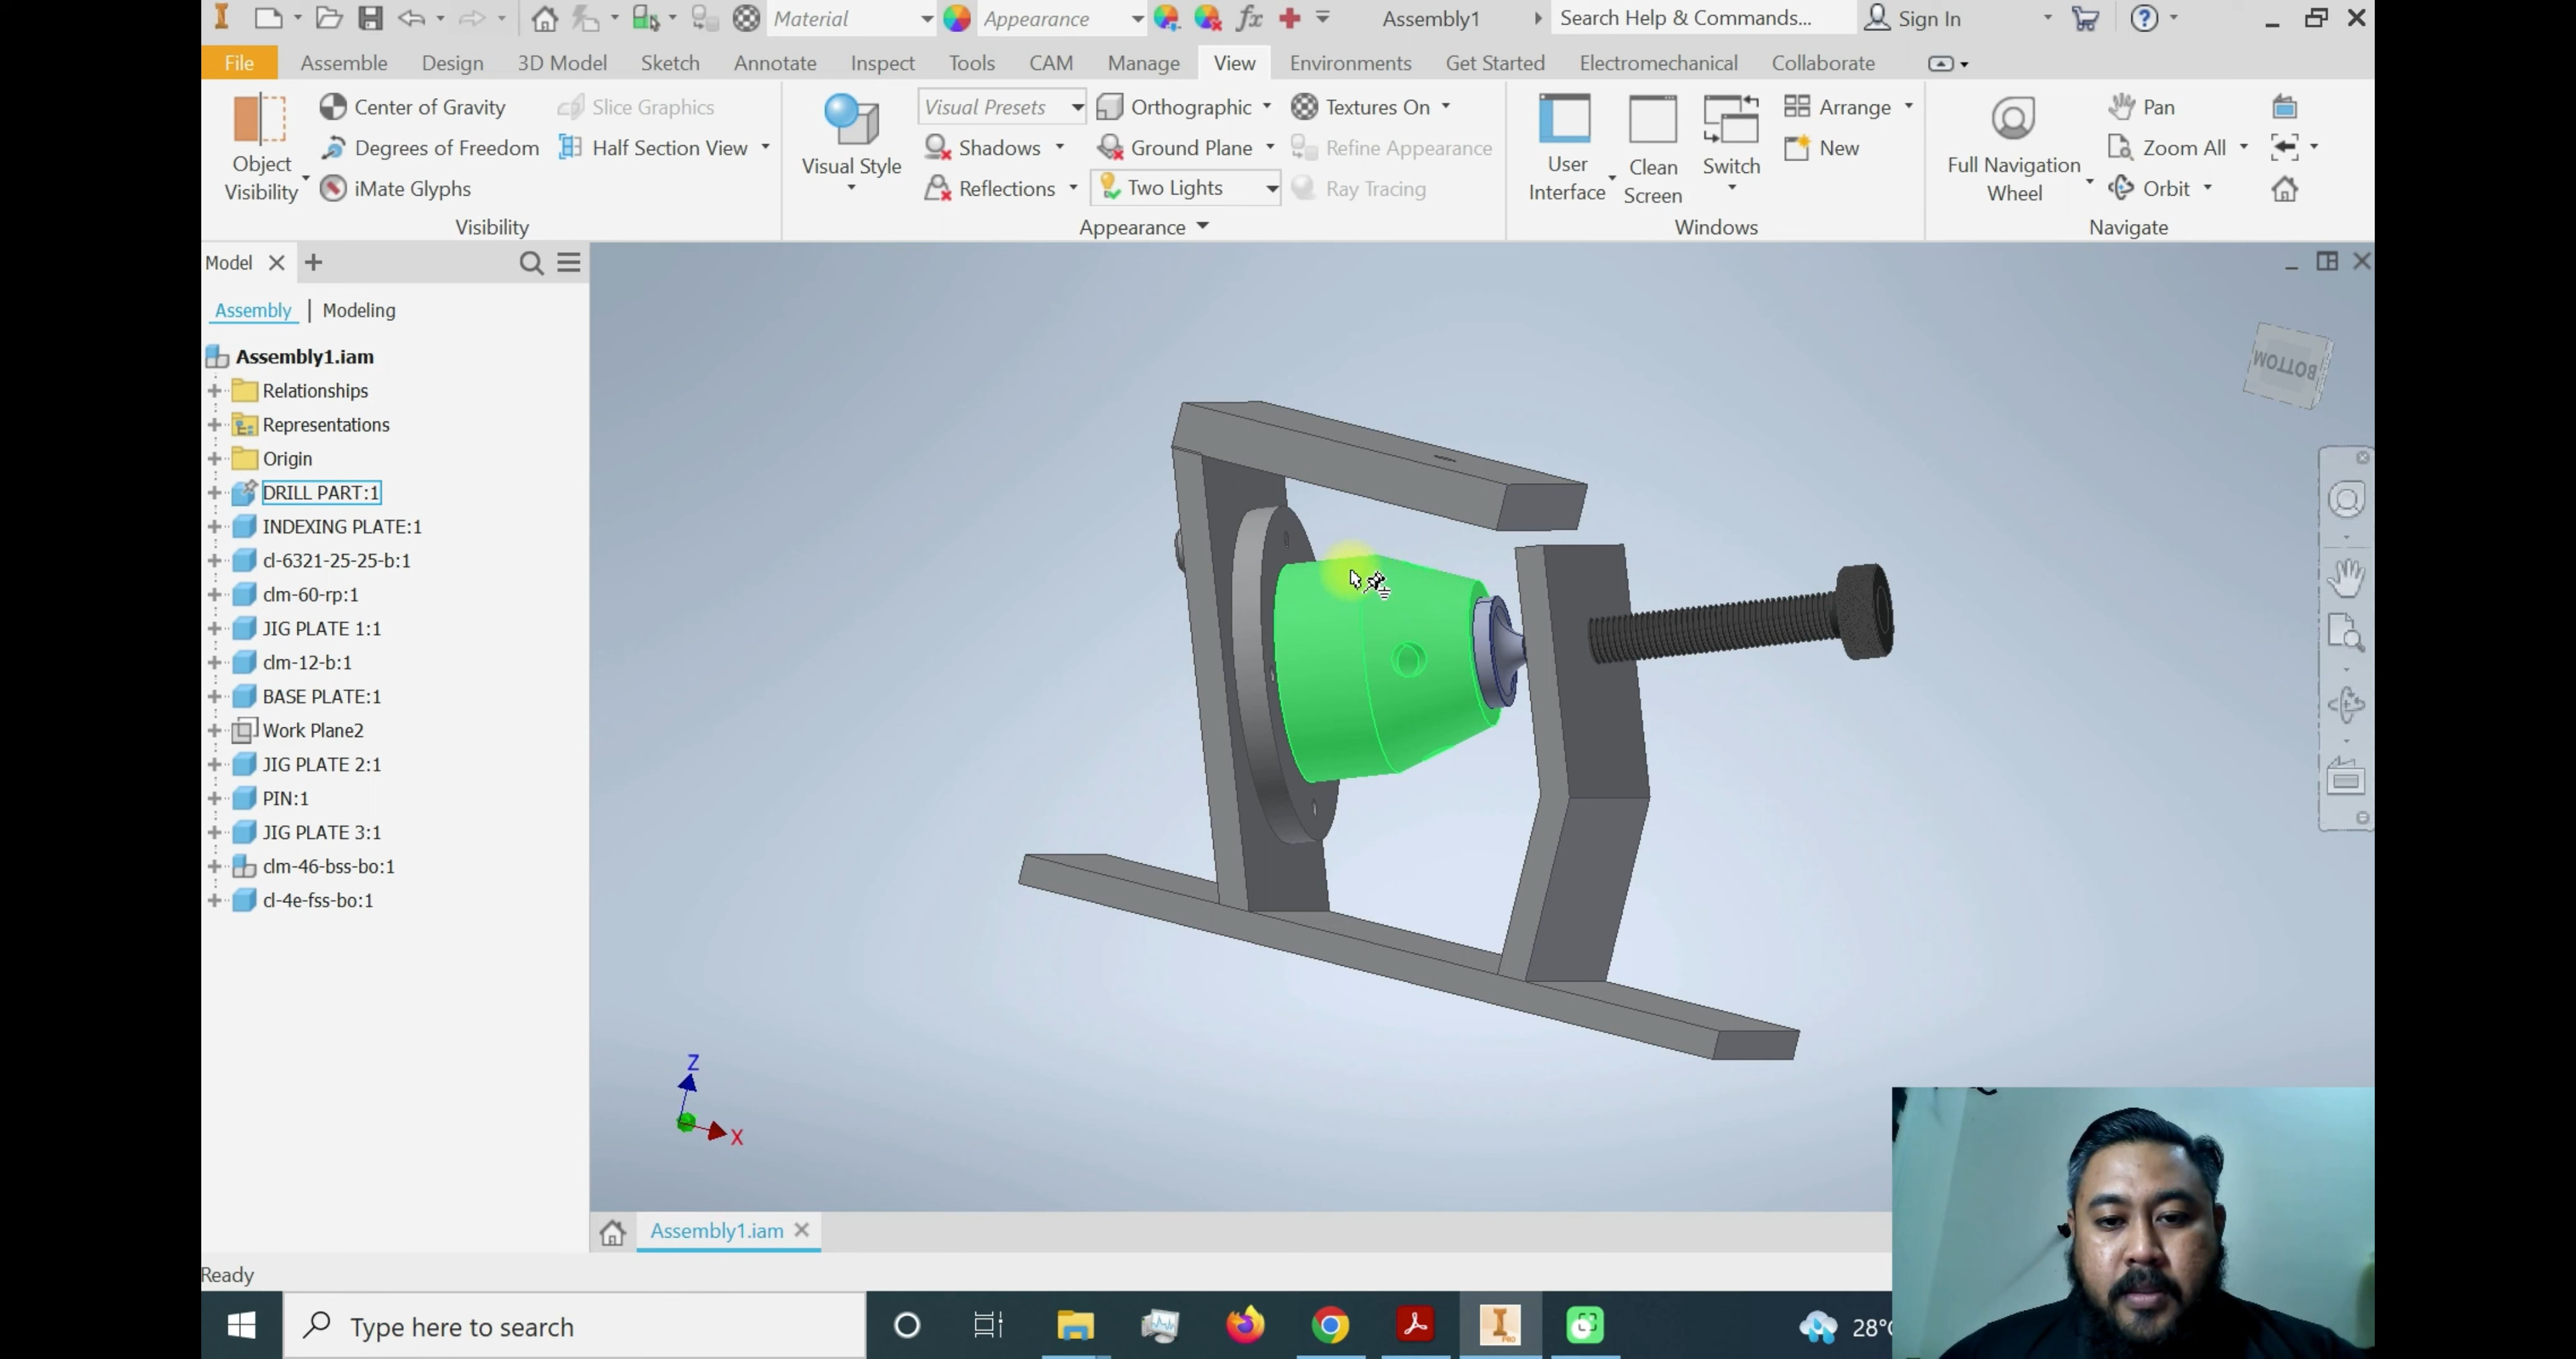 Material
Appearance
fx
Assembly1
Search Help & Commands...
Sign In
File
Assemble
Design
3D Model
Sketch
Annotate
Inspect
Tools
CAM
Manage
View
Environments
Get Started
Electromechanical
Collaborate
Object Visibility
Center of Gravity
Degrees of Freedom
iMate Glyphs
Slice Graphics
Half Section View
Visibility
Visual Style
Visual Presets
Shadows
Reflections
Orthographic
Ground Plane
Two Lights
Textures On
Refine Appearance
Ray Tracing
Appearance
User Interface
Clean Screen
Switch
Arrange
New
Windows
Full Navigation Wheel
Pan
Zoom All
Orbit
Navigate
Model
Assembly | Modeling
Assembly1.iam
Relationships
Representations
Origin
DRILL PART:1
INDEXING PLATE:1
cl-6321-25-25-b:1
clm-60-rp:1
JIG PLATE 1:1
clm-12-b:1
BASE PLATE:1
Work Plane2
JIG PLATE 2:1
PIN:1
JIG PLATE 3:1
clm-46-bss-bo:1
cl-4e-fss-bo:1
BOTTOM
Z
X
Assembly1.iam
Ready
Type here to search
I
PRO
28°